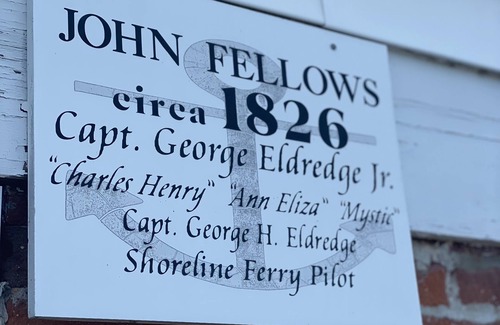 JOHN FELLOWS
circa 1826
Capt. George Eldredge Jr.
"Charles Henry" "Ann Eliza" "Mystic"
Capt. George H. Eldredge
Shoreline Ferry Pilot